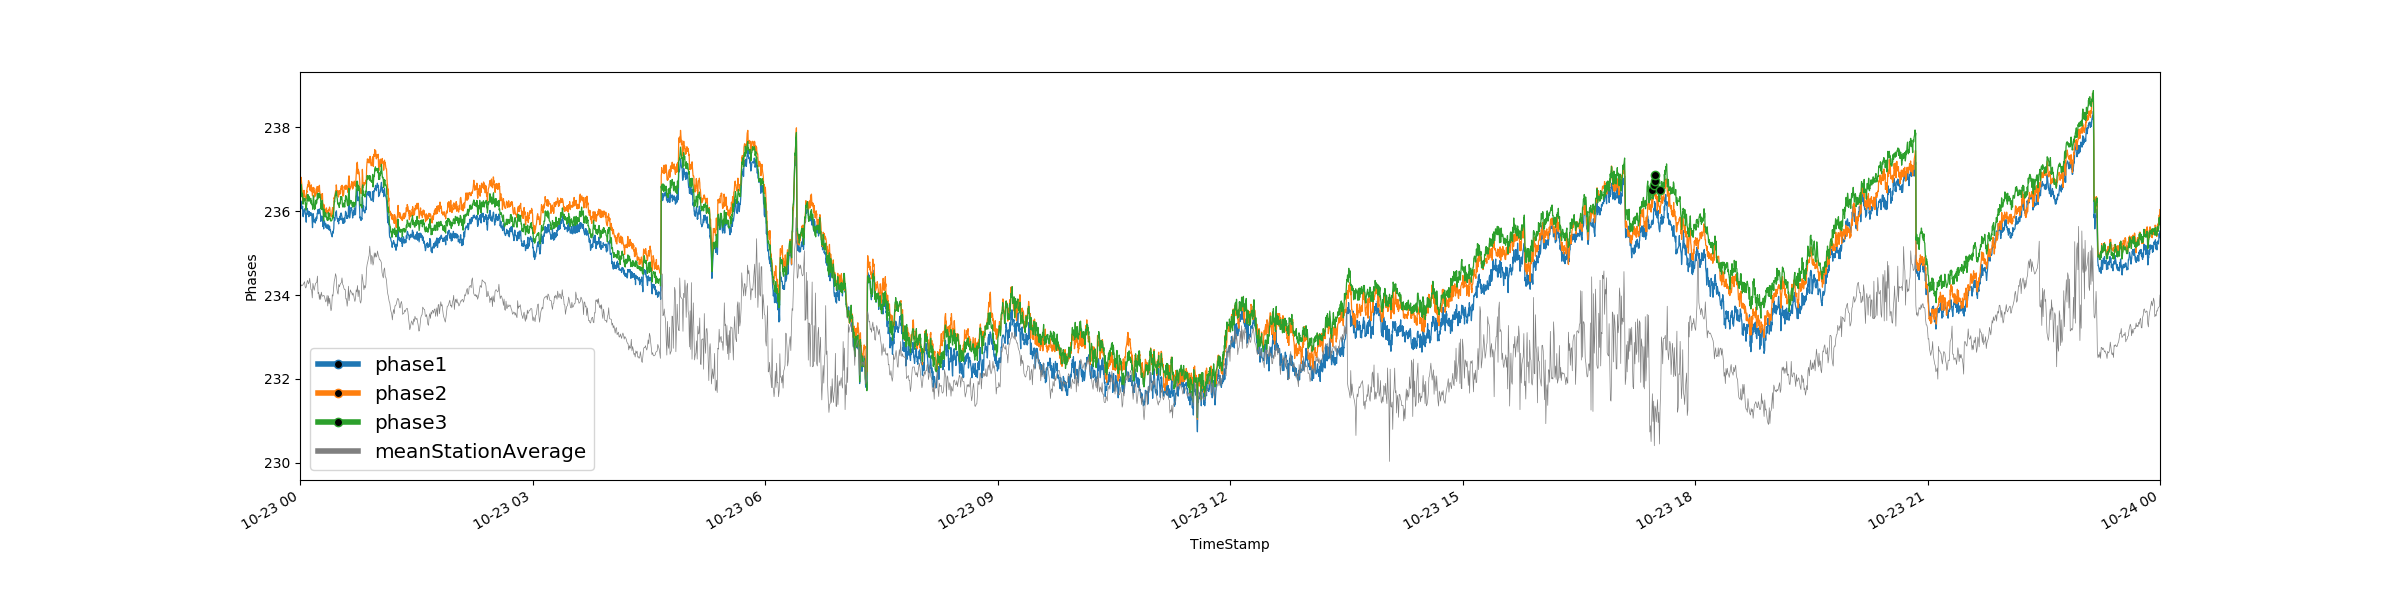 238
236
234
232
230
Phases
phase1
phase2
phase3
meanStationAverage
10-23 00
10-23 03
10-23 06
10-23 09
10-23 12
10-23 15
10-23 18
10-23 21
10-24 00
TimeStamp